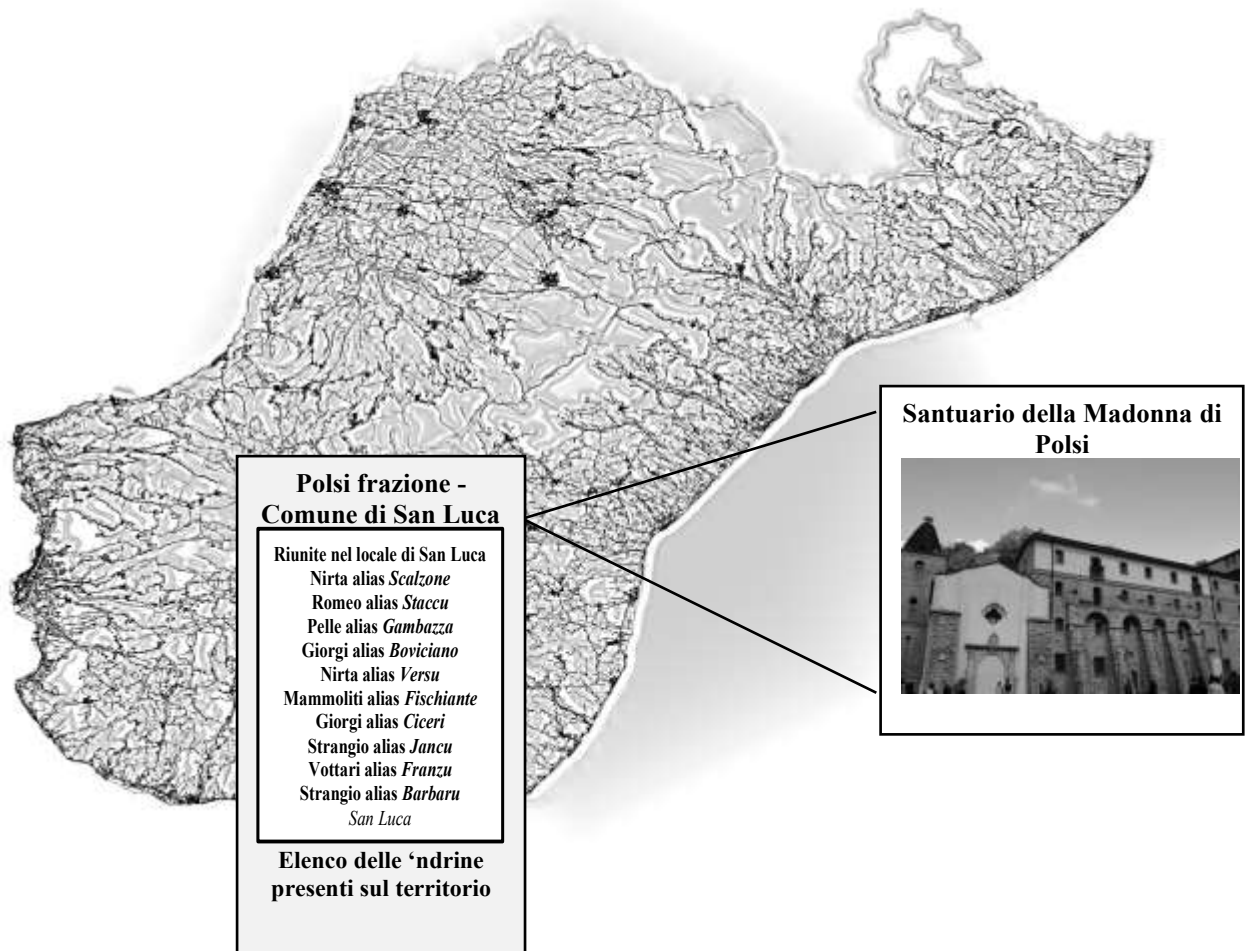 Polsi frazione -
Comune di San Luca
Riunite nel locale di San Luca
Nirta alias Scalzone
Romeo alias Staccu
Pelle alias Gambazza
Giorgi alias Boviciano
Nirta alias Versu
Mammoliti alias Fischiante
Giorgi alias Ciceri
Strangio alias Jancu
Vottari alias Franzu
Strangio alias Barbaru
San Luca
Elenco delle ‘ndrine
presenti sul territorio
Santuario della Madonna di
Polsi